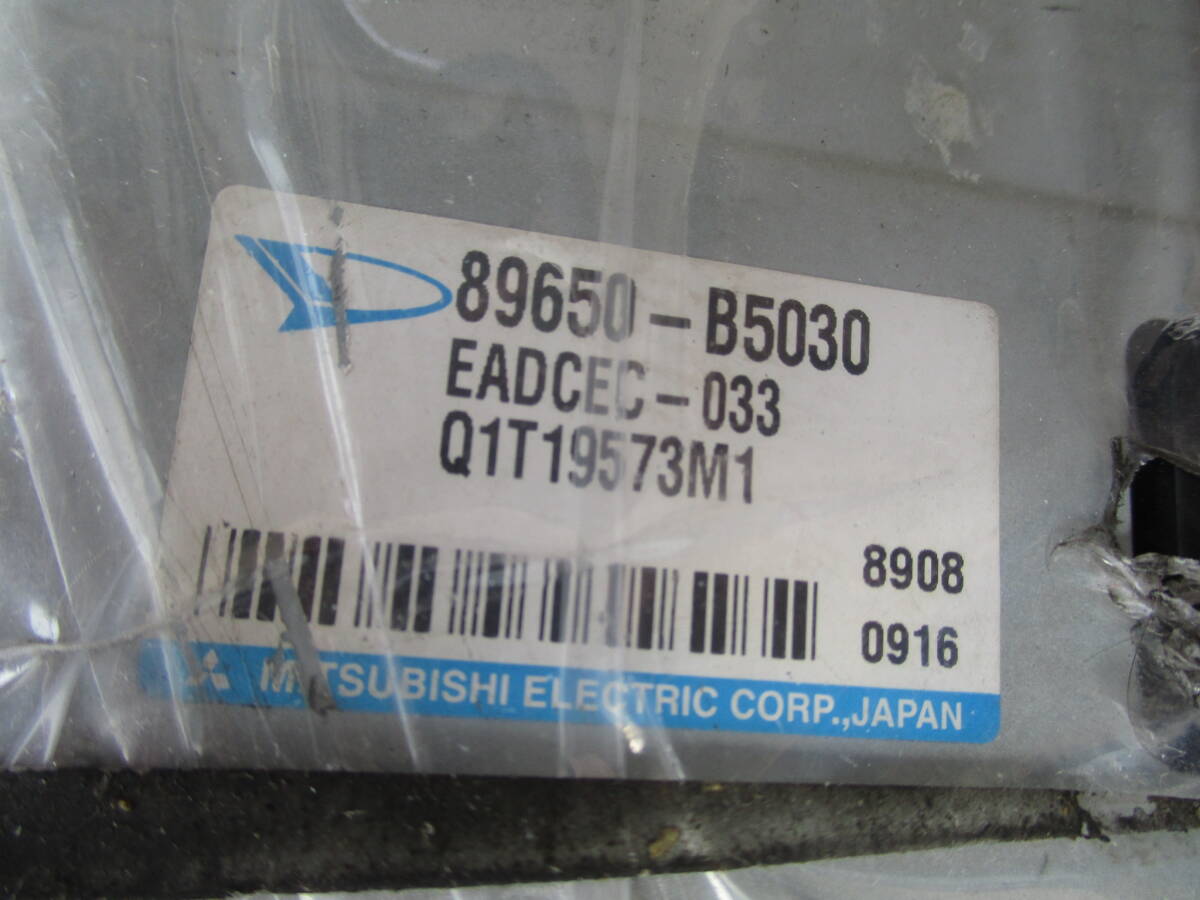 89650-B5030
EADCEC-033
Q1T19573M1
8908
0916
MITSUBISHI ELECTRIC CORP.,JAPAN